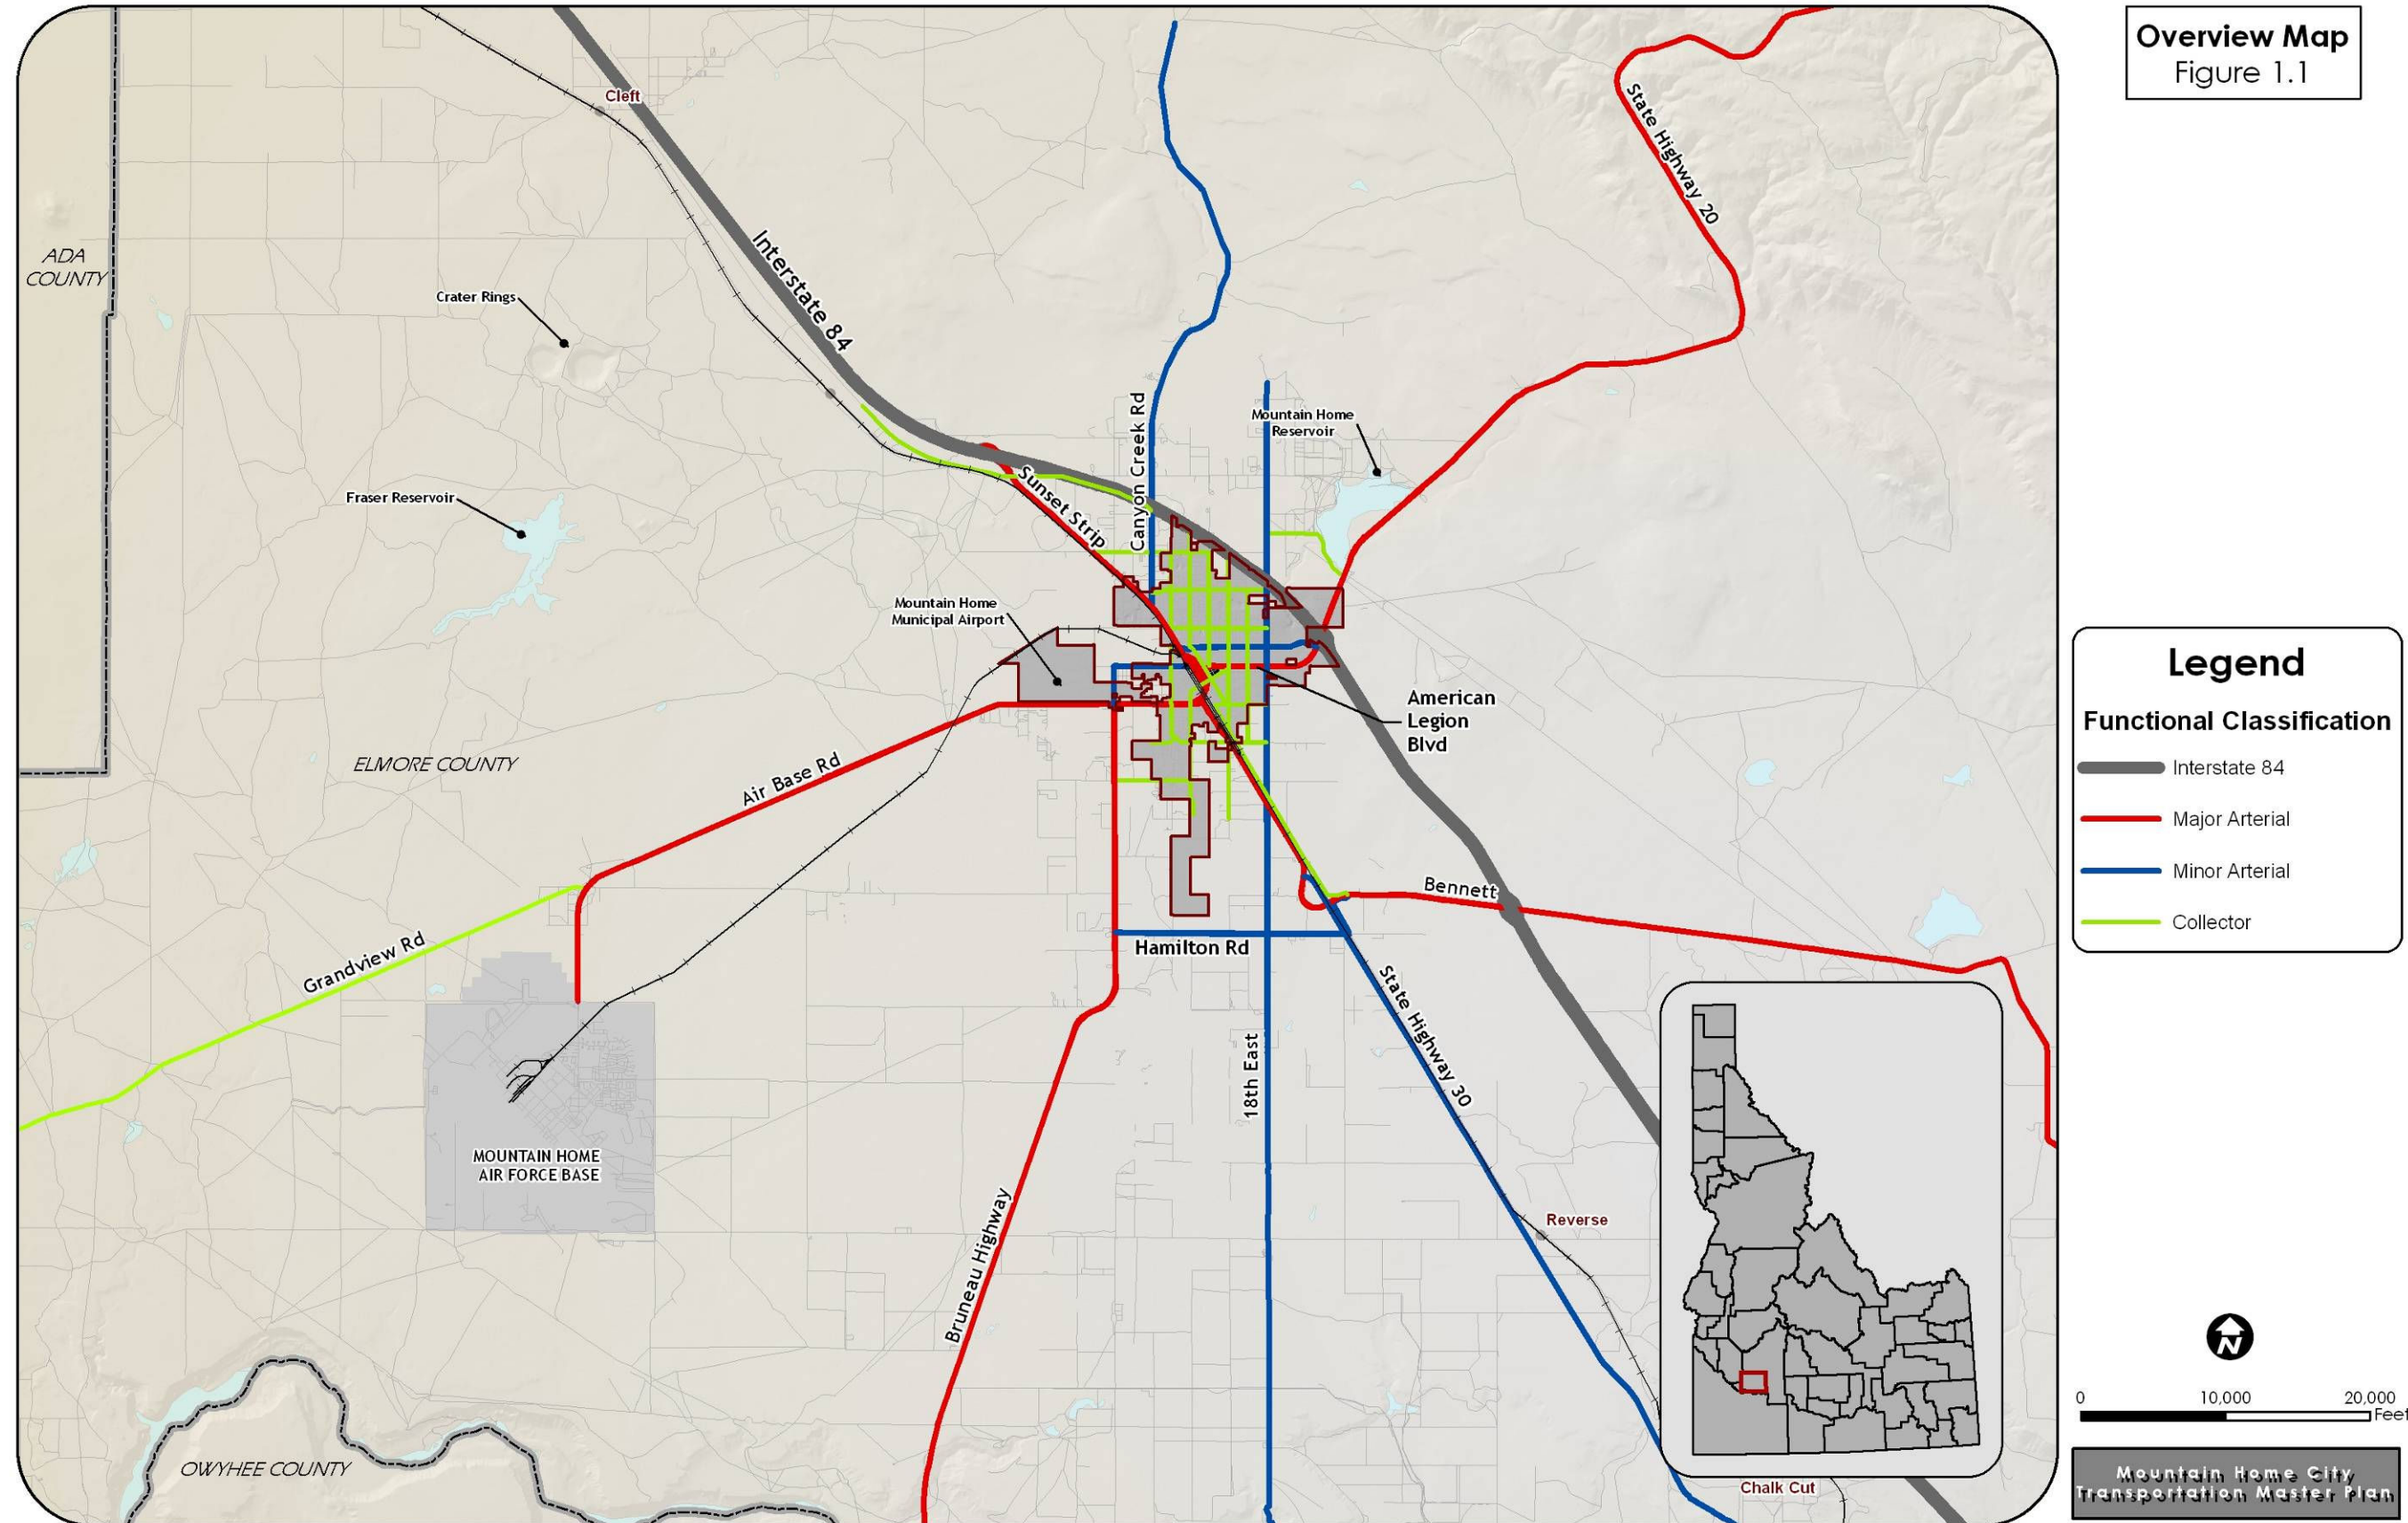 Overview Map
Figure 1.1
Cleft
State Highway 20
Interstate 84
ADA
COUNTY
Crater Rings
Canyon Creek Rd
Mountain Home
Reservoir
Sunset Strip
Fraser Reservoir
Mountain Home
Municipal Airport
American
Legion
Blvd
ELMORE COUNTY
Air Base Rd
Bennett
Grandview Rd
Hamilton Rd
State Highway 30
18th East
MOUNTAIN HOME
AIR FORCE BASE
Bruneau Highway
Reverse
OWYHEE COUNTY
Chalk Cut
Legend
Functional Classification
Interstate 84
Major Arterial
Minor Arterial
Collector
N
0 10,000 20,000
Feet
Mountain Home City
Transportation Master Plan